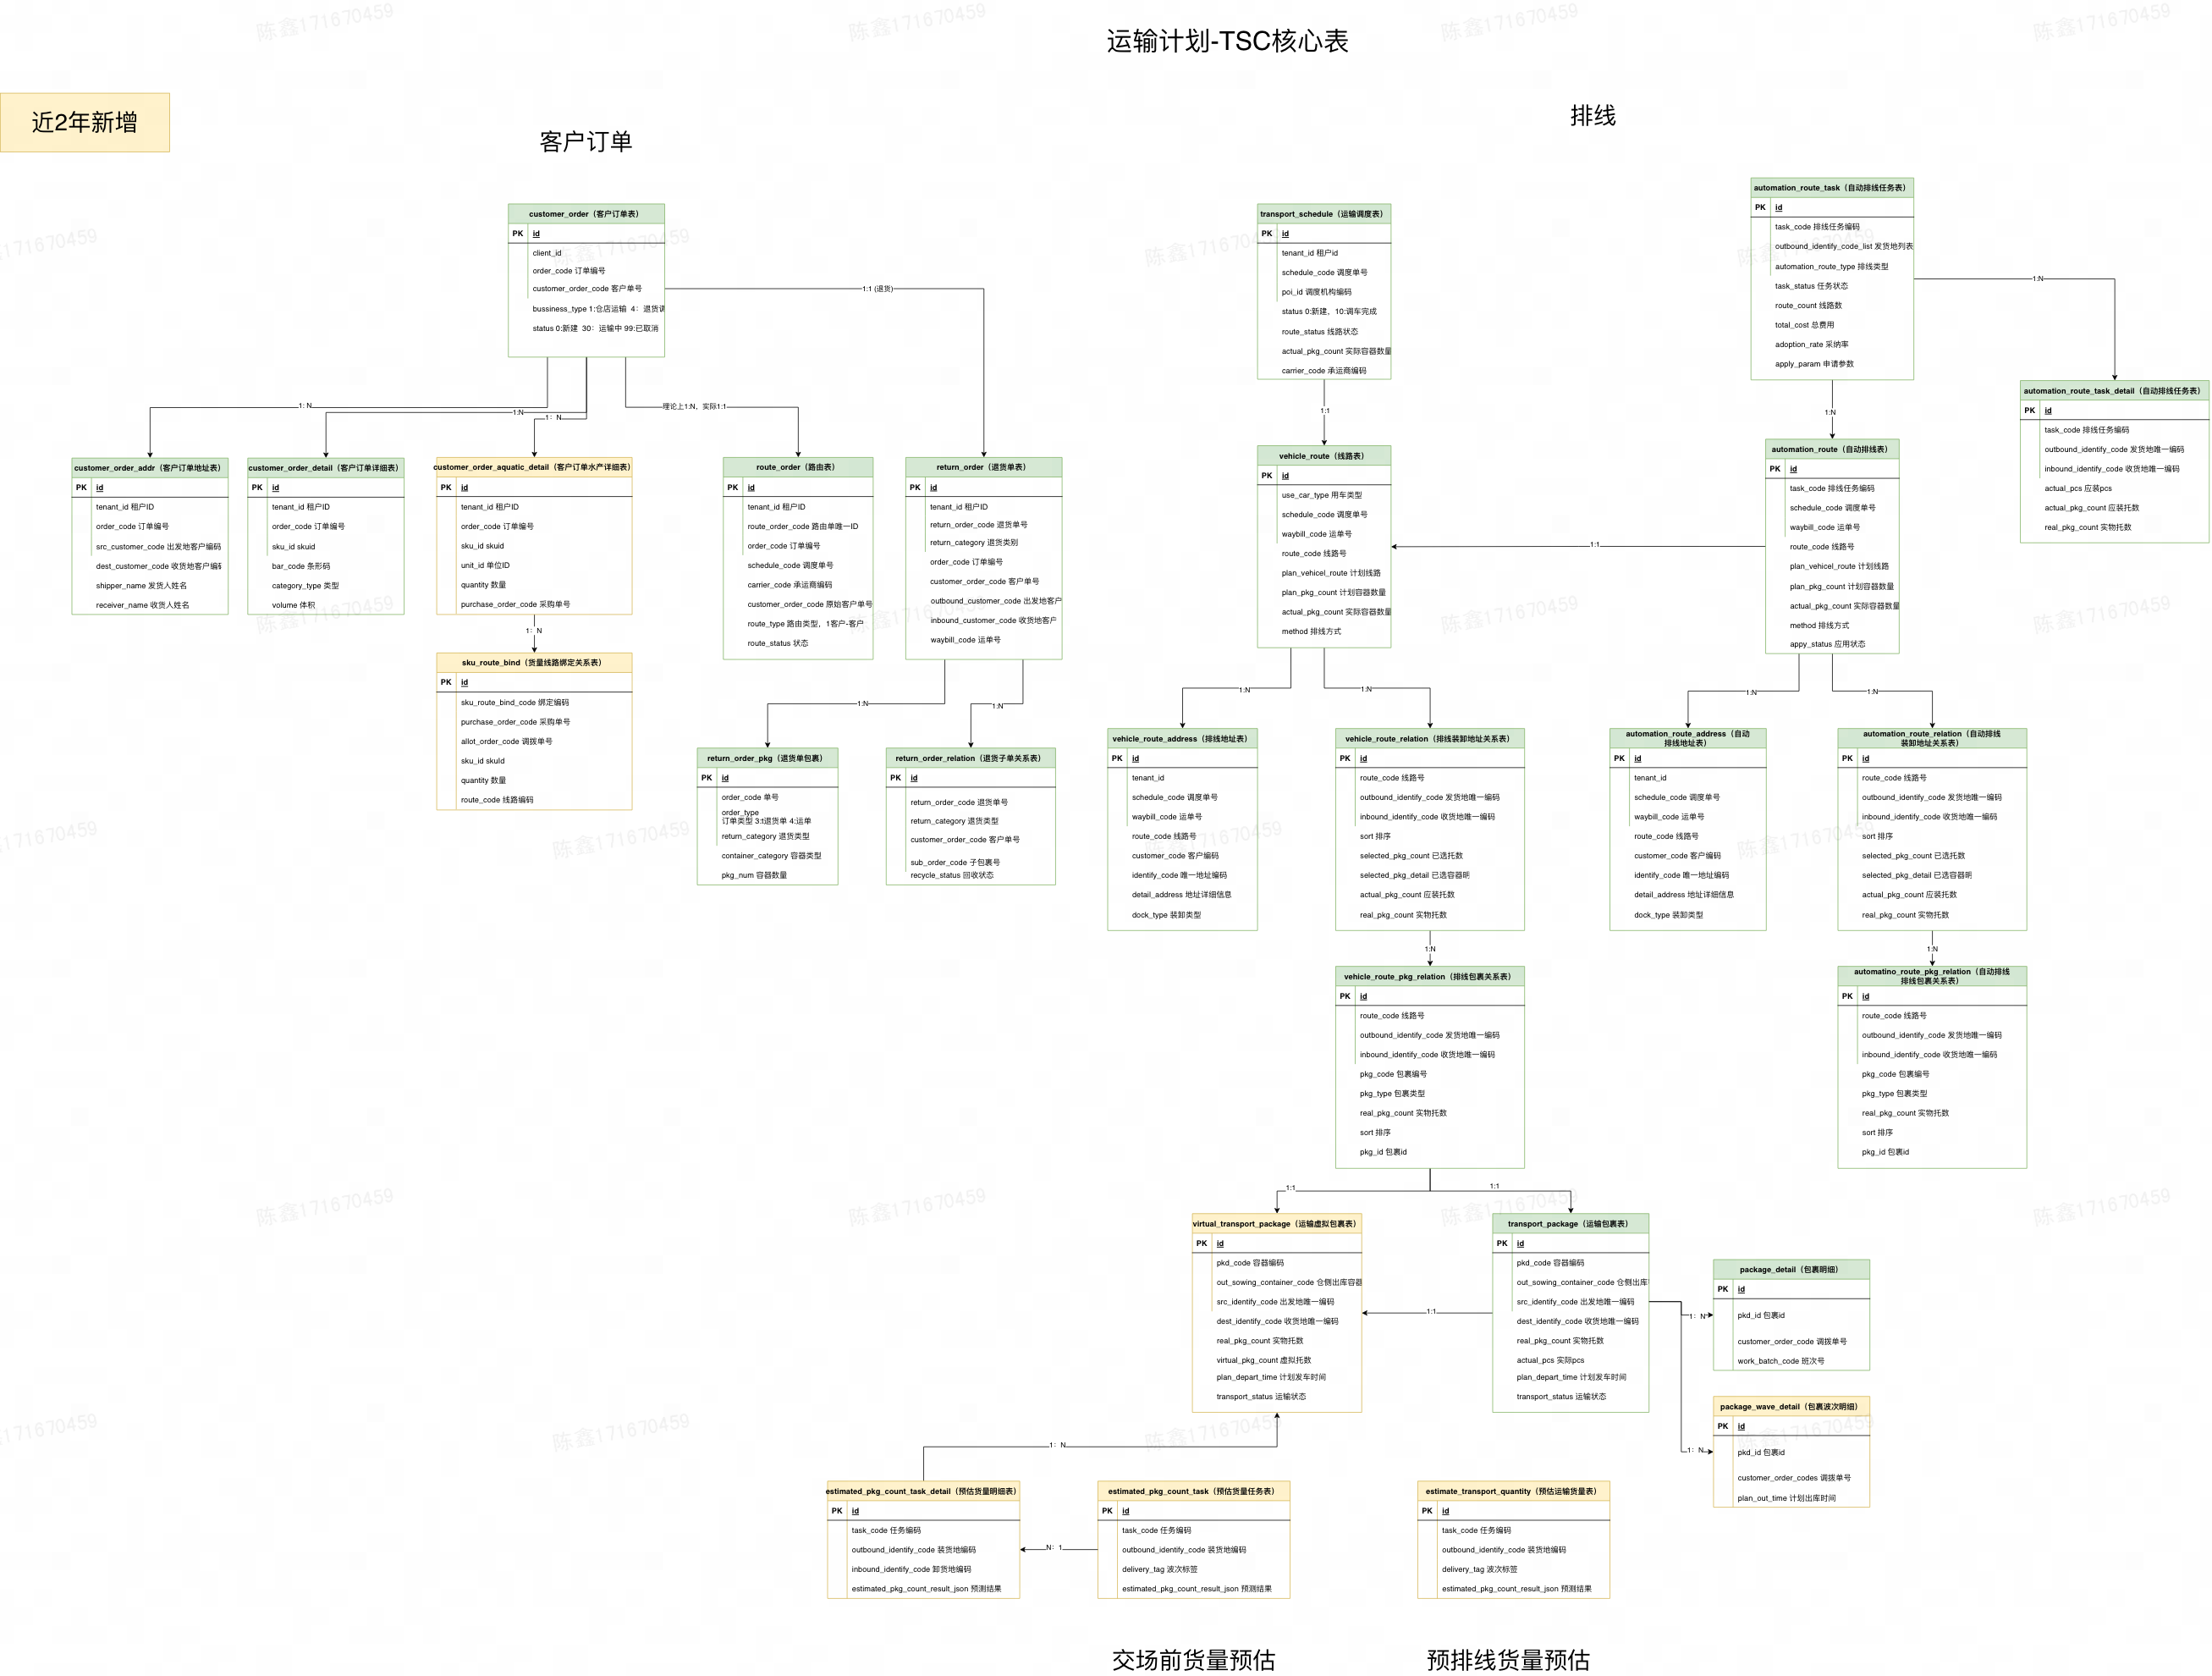 运输计划-TSC核心表
近2年新增
客户订单
排线
customer_order（客户订单表）
PK id
client_id
order_code 订单编号
customer_order_code 客户单号
bussiness_type 1:仓店运输 4：退货调
status 0:新建 30：运输中 99:已取消
1:1 (退货)
1: N
1:N
1：N
理论上1:N，实际1:1
customer_order_addr（客户订单地址表）
PK id
tenant_id 租户ID
order_code 订单编号
src_customer_code 出发地客户编码
dest_customer_code 收货地客户编码
shipper_name 发货人姓名
receiver_name 收货人姓名
customer_order_detail（客户订单详细表）
PK id
tenant_id 租户ID
order_code 订单编号
sku_id skuid
bar_code 条形码
category_type 类型
volume 体积
customer_order_aquatic_detail（客户订单水产详细表）
PK id
tenant_id 租户ID
order_code 订单编号
sku_id skuid
unit_id 单位ID
quantity 数量
purchase_order_code 采购单号
1：N
sku_route_bind（货量线路绑定关系表）
PK id
sku_route_bind_code 绑定编码
purchase_order_code 采购单号
allot_order_code 调拨单号
sku_id skuId
quantity 数量
route_code 线路编码
route_order（路由表）
PK id
tenant_id 租户ID
route_order_code 路由单唯一ID
order_code 订单编号
schedule_code 调度单号
carrier_code 承运商编码
customer_order_code 原始客户单号
route_type 路由类型，1客户-客户
route_status 状态
return_order（退货单表）
PK id
tenant_id 租户ID
return_order_code 退货单号
return_category 退货类别
order_code 订单编号
customer_order_code 客户单号
outbound_customer_code 出发地客户
inbound_customer_code 收货地客户
waybill_code 运单号
1:N
1:N
return_order_pkg（退货单包裹）
PK id
order_code 单号
order_type
订单类型 3:t退货单 4:运单
return_category 退货类型
container_category 容器类型
pkg_num 容器数量
return_order_relation（退货子单关系表）
PK id
return_order_code 退货单号
return_category 退货类型
customer_order_code 客户单号
sub_order_code 子包裹号
recycle_status 回收状态
transport_schedule（运输调度表）
PK id
tenant_id 租户id
schedule_code 调度单号
poi_id 调度机构编码
status 0:新建，10:调车完成
route_status 线路状态
actual_pkg_count 实际容器数量
carrier_code 承运商编码
1:1
vehicle_route（线路表）
PK id
use_car_type 用车类型
schedule_code 调度单号
waybill_code 运单号
route_code 线路号
plan_vehicel_route 计划线路
plan_pkg_count 计划容器数量
actual_pkg_count 实际容器数量
method 排线方式
1:N
1:N
1:1
automation_route_task（自动排线任务表）
PK id
task_code 排线任务编码
outbound_identify_code_list 发货地列表
automation_route_type 排线类型
task_status 任务状态
route_count 线路数
total_cost 总费用
adoption_rate 采纳率
apply_param 申请参数
1:N
1:N
automation_route_task_detail（自动排线任务表）
PK id
task_code 排线任务编码
outbound_identify_code 发货地唯一编码
inbound_identify_code 收货地唯一编码
actual_pcs 应装pcs
actual_pkg_count 应装托数
real_pkg_count 实物托数
automation_route（自动排线表）
PK id
task_code 排线任务编码
schedule_code 调度单号
waybill_code 运单号
route_code 线路号
plan_vehicel_route 计划线路
plan_pkg_count 计划容器数量
actual_pkg_count 实际容器数量
method 排线方式
appy_status 应用状态
1:N
1:N
vehicle_route_address（排线地址表）
PK id
tenant_id
schedule_code 调度单号
waybill_code 运单号
route_code 线路号
customer_code 客户编码
identify_code 唯一地址编码
detail_address 地址详细信息
dock_type 装卸类型
vehicle_route_relation（排线装卸地址关系表）
PK id
route_code 线路号
outbound_identify_code 发货地唯一编码
inbound_identify_code 收货地唯一编码
sort 排序
selected_pkg_count 已选托数
selected_pkg_detail 已选容器明
actual_pkg_count 应装托数
real_pkg_count 实物托数
1:N
automation_route_address（自动
排线地址表）
PK id
tenant_id
schedule_code 调度单号
waybill_code 运单号
route_code 线路号
customer_code 客户编码
identify_code 唯一地址编码
detail_address 地址详细信息
dock_type 装卸类型
automation_route_relation（自动排线
装卸地址关系表）
PK id
route_code 线路号
outbound_identify_code 发货地唯一编码
inbound_identify_code 收货地唯一编码
sort 排序
selected_pkg_count 已选托数
selected_pkg_detail 已选容器明
actual_pkg_count 应装托数
real_pkg_count 实物托数
1:N
vehicle_route_pkg_relation（排线包裹关系表）
PK id
route_code 线路号
outbound_identify_code 发货地唯一编码
inbound_identify_code 收货地唯一编码
pkg_code 包裹编号
pkg_type 包裹类型
real_pkg_count 实物托数
sort 排序
pkg_id 包裹id
1:1
1:1
automatino_route_pkg_relation（自动排线
排线包裹关系表）
PK id
route_code 线路号
outbound_identify_code 发货地唯一编码
inbound_identify_code 收货地唯一编码
pkg_code 包裹编号
pkg_type 包裹类型
real_pkg_count 实物托数
sort 排序
pkg_id 包裹id
virtual_transport_package（运输虚拟包裹表）
PK id
pkd_code 容器编码
out_sowing_container_code 仓侧出库容器
src_identify_code 出发地唯一编码
dest_identify_code 收货地唯一编码
real_pkg_count 实物托数
virtual_pkg_count 虚拟托数
plan_depart_time 计划发车时间
transport_status 运输状态
1:1
transport_package（运输包裹表）
PK id
pkd_code 容器编码
out_sowing_container_code 仓侧出库
src_identify_code 出发地唯一编码
dest_identify_code 收货地唯一编码
real_pkg_count 实物托数
actual_pcs 实际pcs
plan_depart_time 计划发车时间
transport_status 运输状态
1：N
1：N
package_detail（包裹明细）
PK id
pkd_id 包裹id
customer_order_code 调拨单号
work_batch_code 班次号
package_wave_detail（包裹波次明细）
PK id
pkd_id 包裹id
customer_order_codes 调拨单号
plan_out_time 计划出库时间
1：N
estimated_pkg_count_task_detail（预估货量明细表）
PK id
task_code 任务编码
outbound_identify_code 装货地编码
inbound_identify_code 卸货地编码
estimated_pkg_count_result_json 预测结果
N：1
estimated_pkg_count_task（预估货量任务表）
PK id
task_code 任务编码
outbound_identify_code 装货地编码
delivery_tag 波次标签
estimated_pkg_count_result_json 预测结果
estimate_transport_quantity（预估运输货量表）
PK id
task_code 任务编码
outbound_identify_code 装货地编码
delivery_tag 波次标签
estimated_pkg_count_result_json 预测结果
交场前货量预估
预排线货量预估
陈鑫171670459